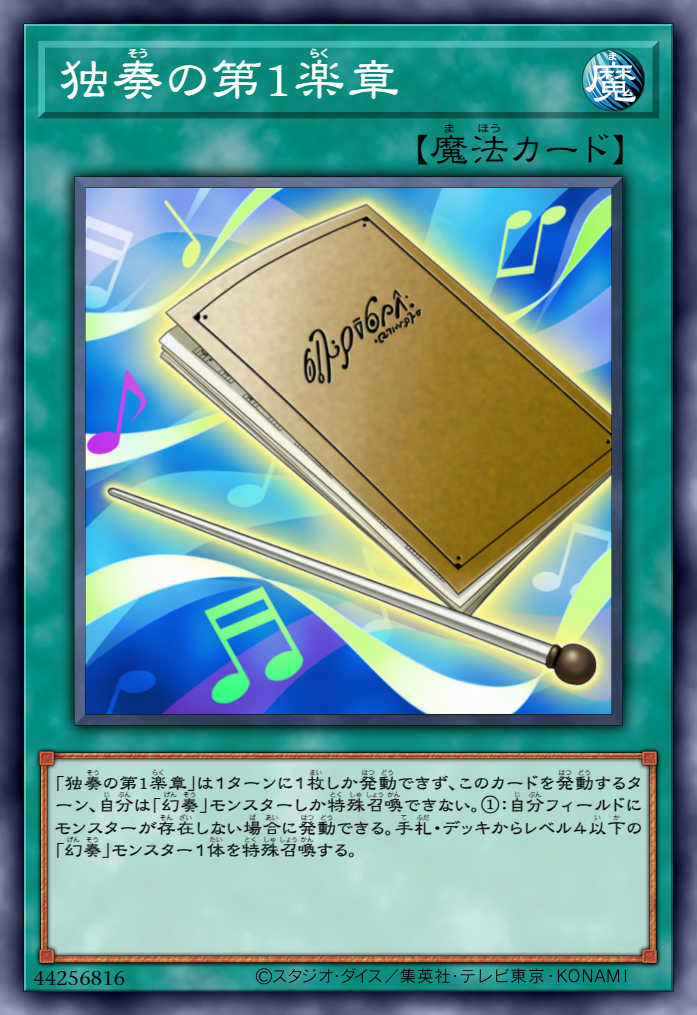 独奏の第1楽章
魔
【魔法カード】
「独奏の第1楽章」は1ターンに1枚しか発動できず、このカードを発動するタ
ーン、自分は「幻奏」モンスターしか特殊召喚できない。①:自分フィールドに
モンスターが存在しない場合に発動できる。手札・デッキからレベル4以下の
「幻奏」モンスター1体を特殊召喚する。
44256816 ©スタジオ・ダイス/集英社・テレビ東京・KONAMI